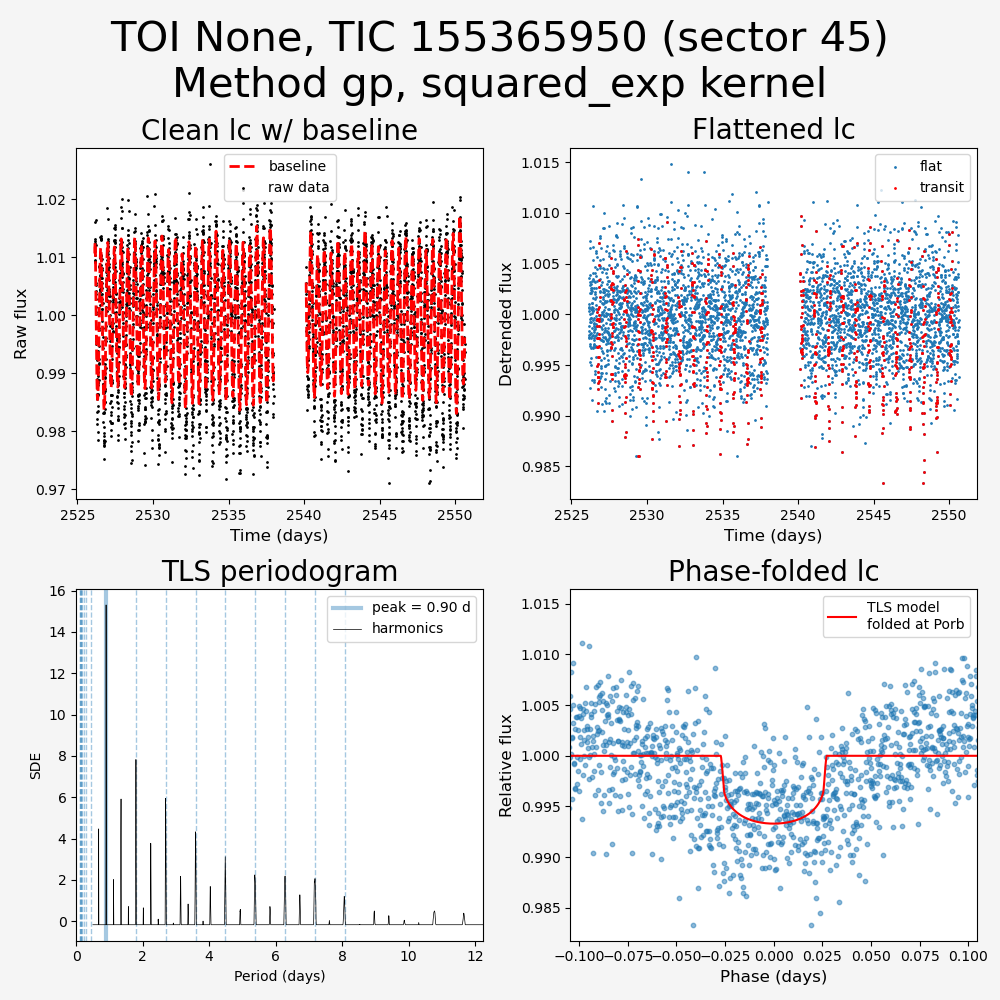 TOI None, TIC 155365950 (sector 45)
Method gp, squared_exp kernel
Clean lc w/ baseline
baseline
raw data
1.02
1.01
1.00
0.99
0.98
0.97
Raw flux
2525 2530 2535 2540 2545 2550
Time (days)
Flattened lc
flat
transit
1.015
1.010
1.005
1.000
0.995
0.990
0.985
Detrended flux
2525 2530 2535 2540 2545 2550
Time (days)
TLS periodogram
peak = 0.90 d
harmonics
16
14
12
10
8
6
4
2
0
SDE
0 2 4 6 8 10 12
Period (days)
Phase-folded lc
TLS model
folded at Porb
1.015
1.010
1.005
1.000
0.995
0.990
0.985
Relative flux
−0.100 −0.075 −0.050 −0.025 0.000 0.025 0.050 0.075 0.100
Phase (days)